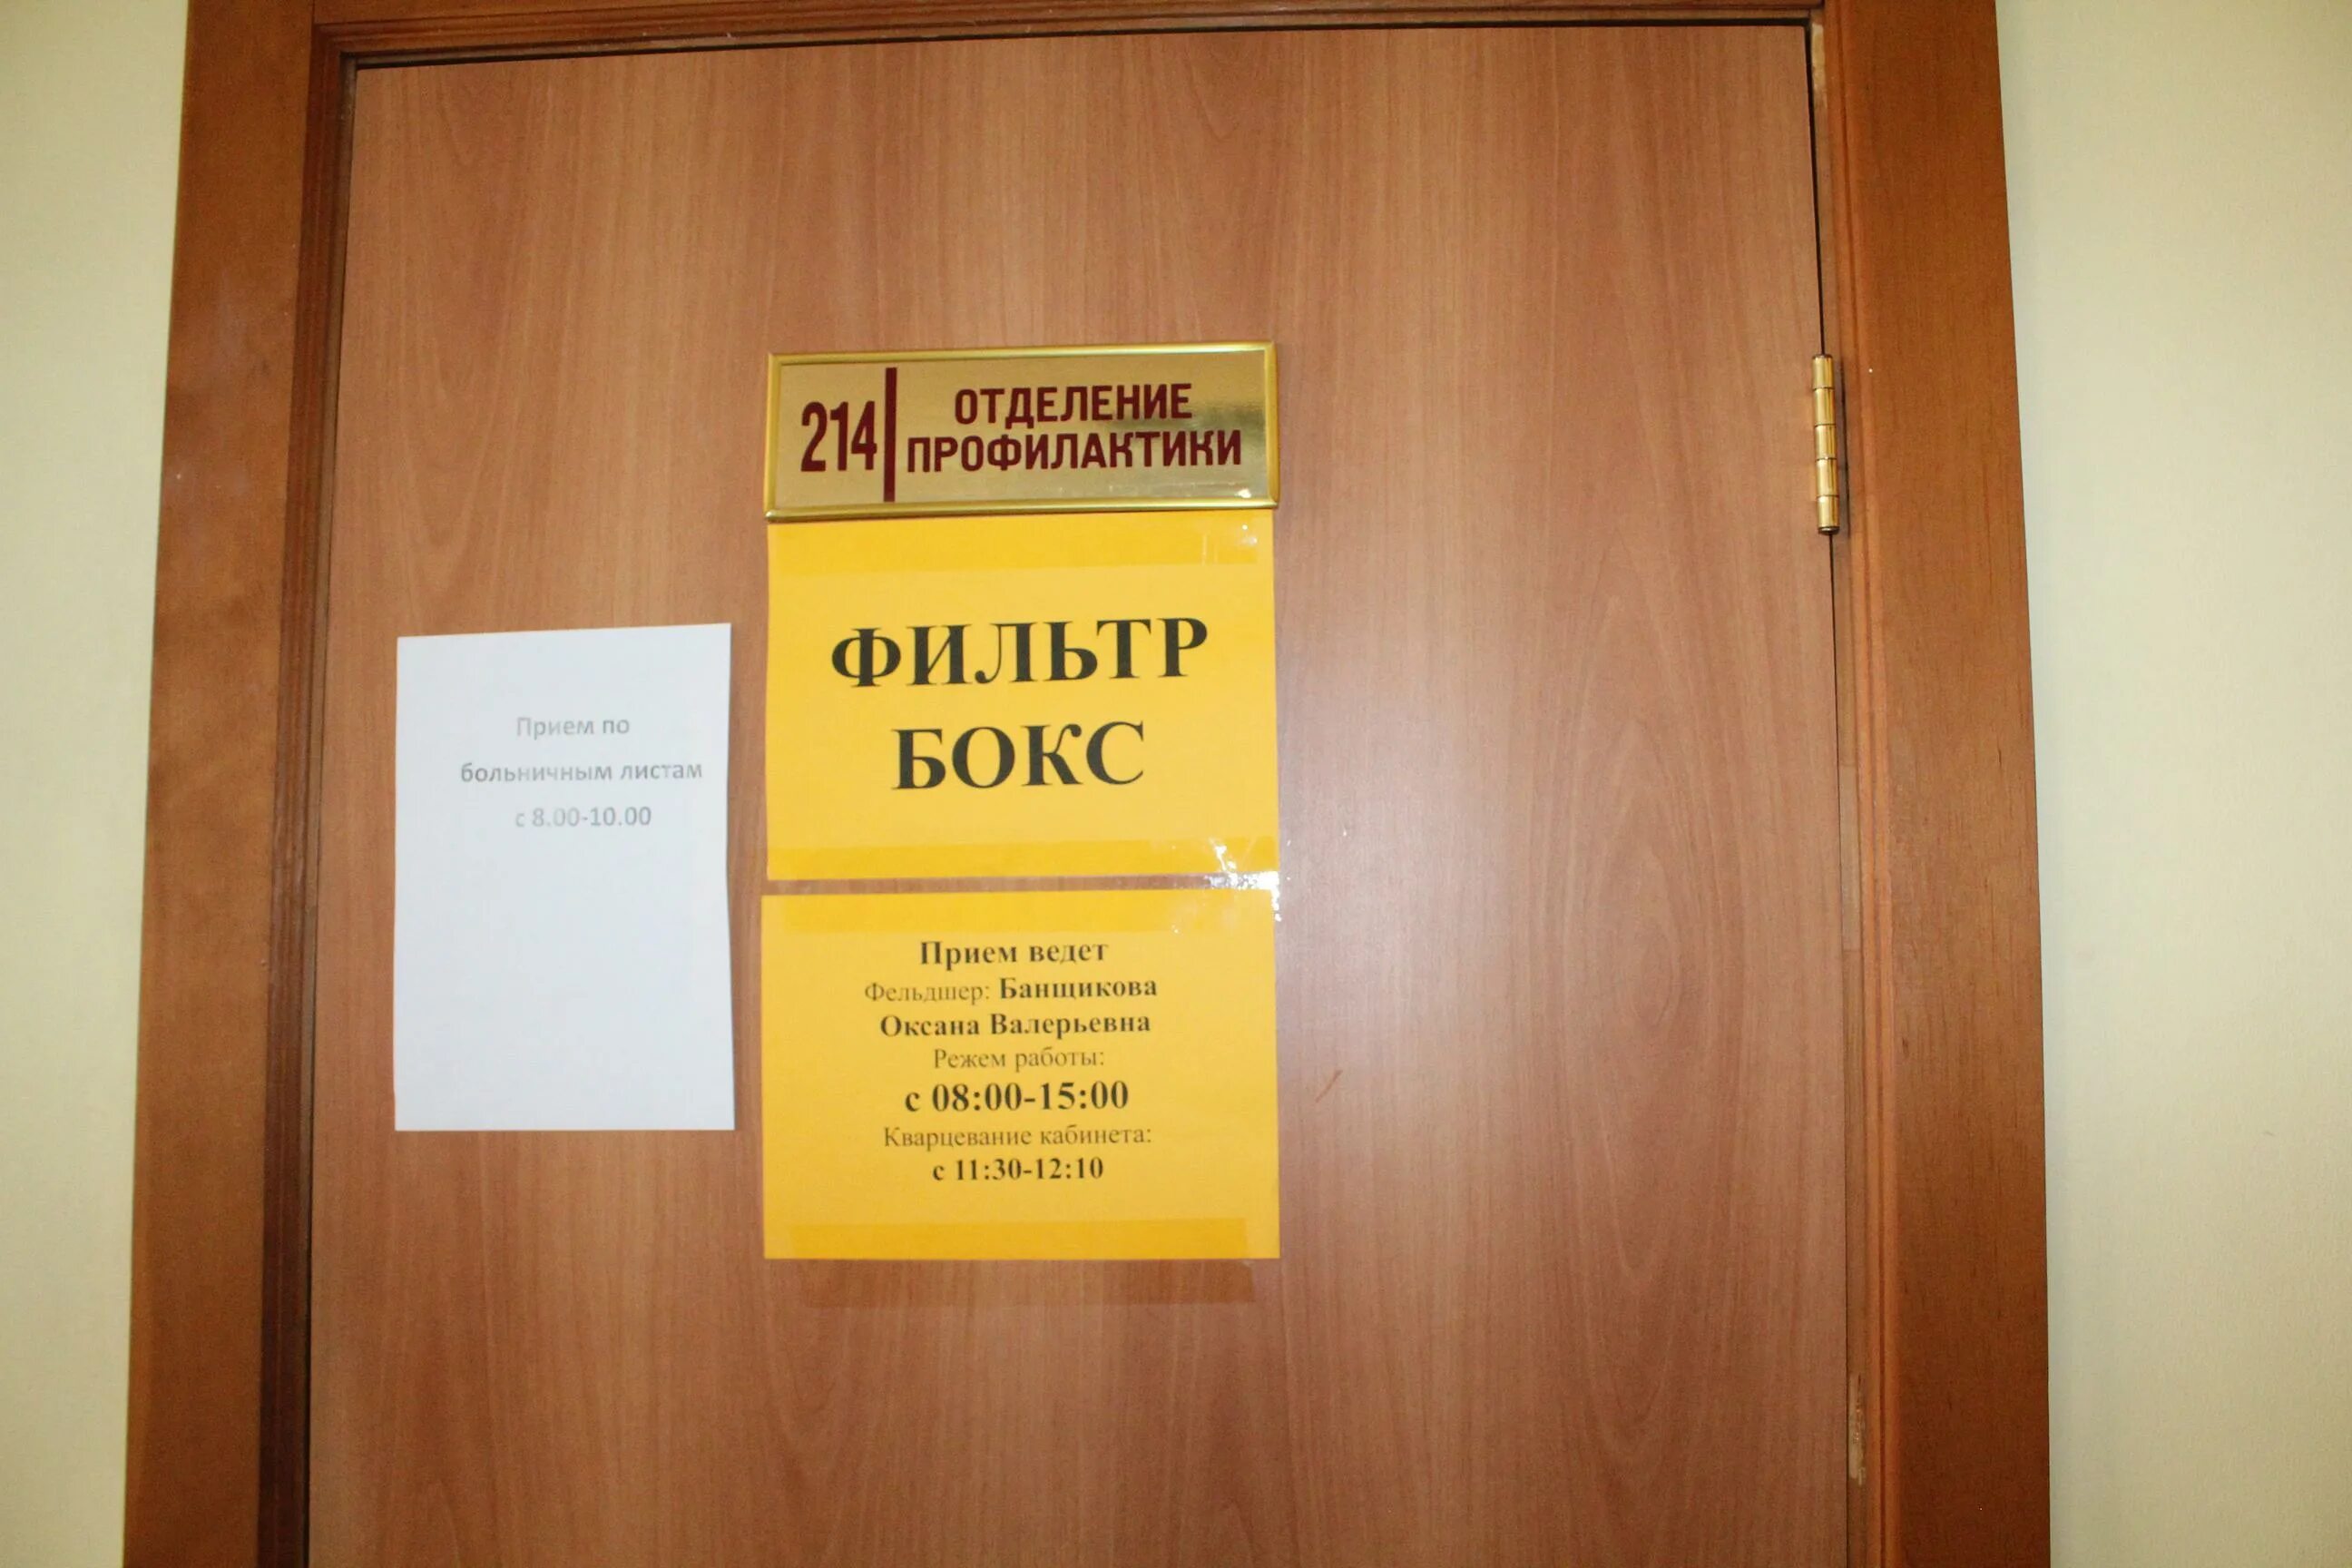 214
ОТДЕЛЕНИЕ
ПРОФИЛАКТИКИ
ФИЛЬТР
БОКС
Прием по
больничным листам
с 8.00-10.00
Прием ведет
Фельдшер: Банщикова
Оксана Валерьевна
Режем работы:
с 08:00-15:00
Кварцевание кабинета:
с 11:30-12:10